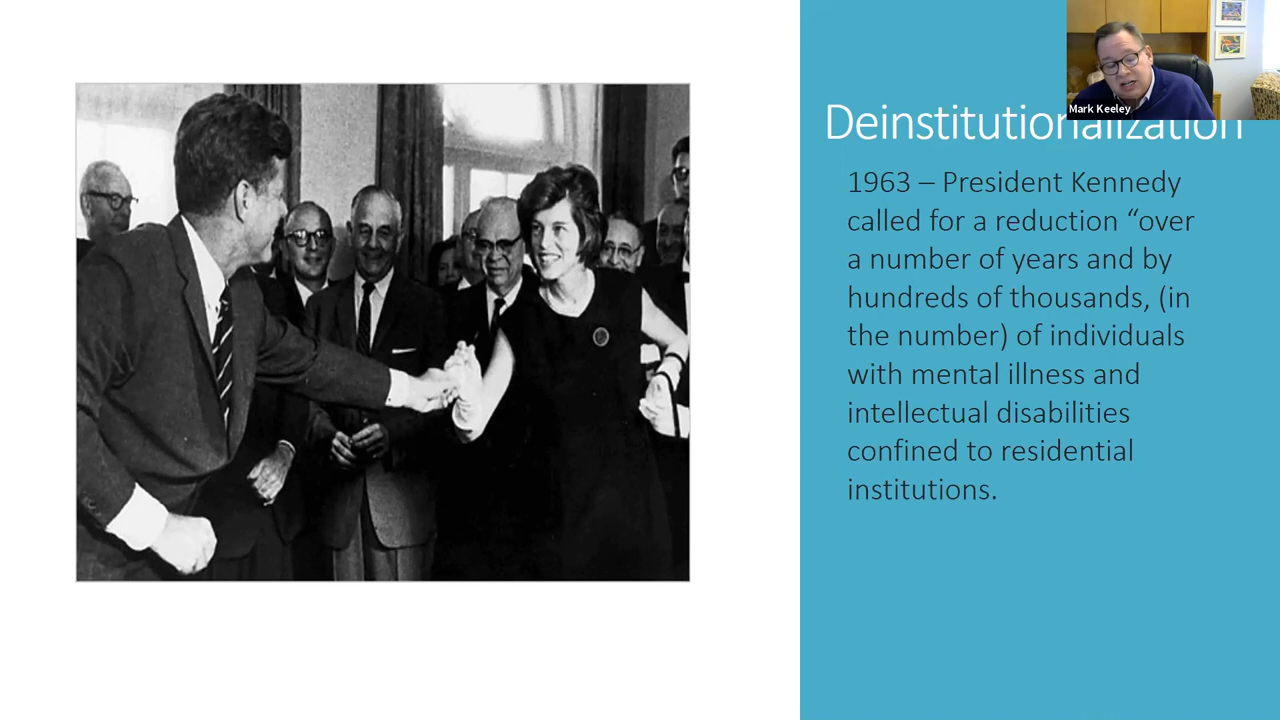 Mark Keeley
Deinstitutionalization
1963 – President Kennedy
called for a reduction “over
a number of years and by
hundreds of thousands, (in
the number) of individuals
with mental illness and
intellectual disabilities
confined to residential
institutions.